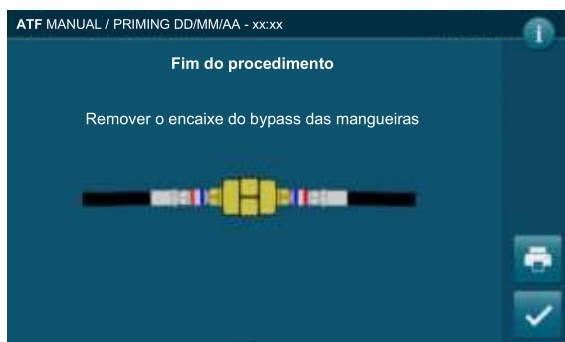 ATF MANUAL / PRIMING DD/MM/AA - xx:xx
i
Fim do procedimento
Remover o encaixe do bypass das mangueiras